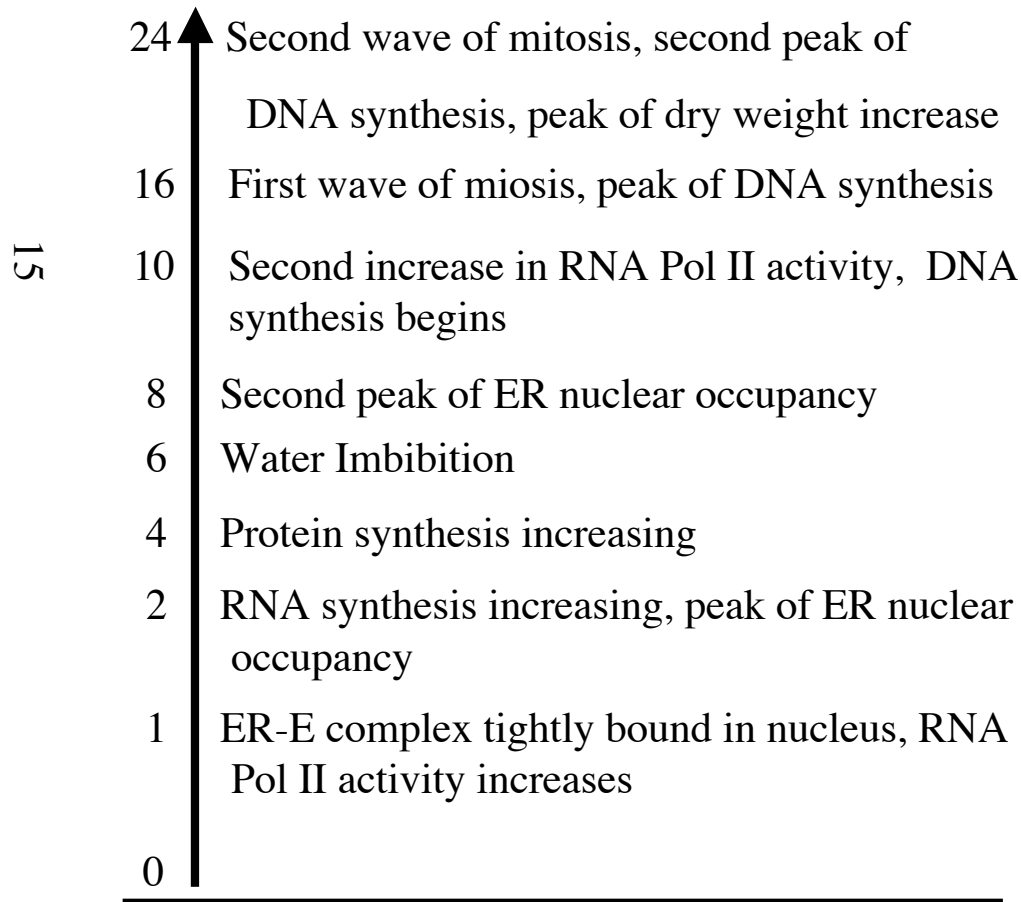 24 Second wave of mitosis, second peak of
DNA synthesis, peak of dry weight increase
16 First wave of miosis, peak of DNA synthesis
15
10 Second increase in RNA Pol II activity, DNA
synthesis begins
8 Second peak of ER nuclear occupancy
6 Water Imbibition
4 Protein synthesis increasing
2 RNA synthesis increasing, peak of ER nuclear
occupancy
1 ER-E complex tightly bound in nucleus, RNA
Pol II activity increases
0